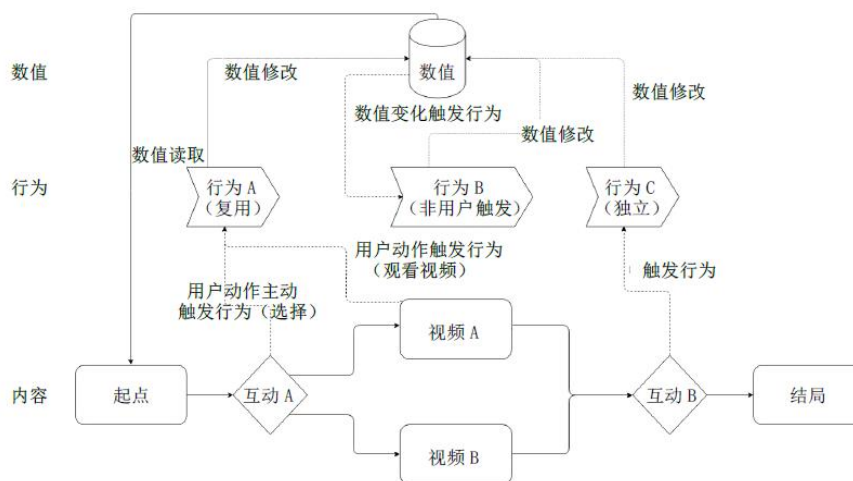 数值
数值
数值修改
数值修改
数值变化触发行为
数值修改
数值读取
行为
行为 A
（复用）
行为 B
（非用户触发）
行为 C
（独立）
用户动作触发行为
（观看视频）
触发行为
用户动作主动
触发行为（选择）
视频 A
内容
起点
互动 A
互动 B
结局
视频 B